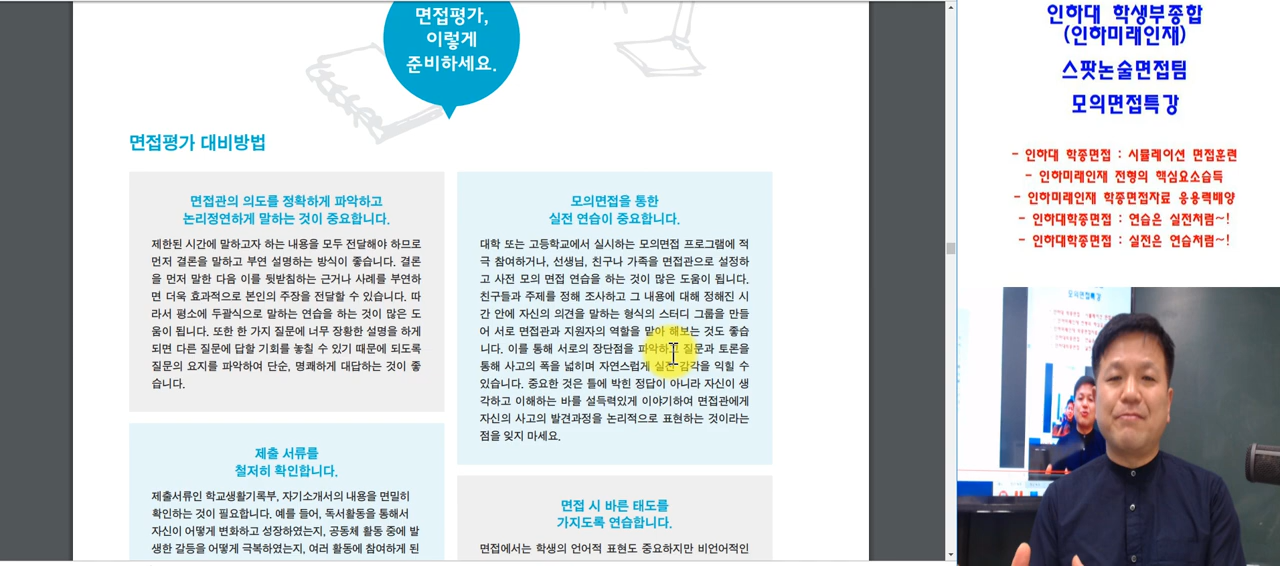 면접평가,
이렇게
준비하세요.
면접평가 대비방법
면접관의 의도를 정확하게 파악하고
논리정연하게 말하는 것이 중요합니다.
제한된 시간에 말하고자 하는 내용을 모두 전달해야 하므로
먼저 결론을 말하고 부연 설명하는 방식이 좋습니다. 결론
을 먼저 말한 다음 이를 뒷받침하는 근거나 사례를 부연하
면 더욱 효과적으로 본인의 주장을 전달할 수 있습니다. 따
라서 평소에 두괄식으로 말하는 연습을 하는 것이 많은 도
움이 됩니다. 또한 한 가지 질문에 너무 장황한 설명을 하게
되면 다른 질문에 답할 기회를 놓칠 수 있기 때문에 되도록
질문의 요지를 파악하여 단순, 명쾌하게 대답하는 것이 좋
습니다.
제출 서류를
철저히 확인합니다.
제출서류인 학교생활기록부, 자기소개서의 내용을 면밀히
확인하는 것이 필요합니다. 예를 들어, 독서활동을 통해서
자신이 어떻게 변화하고 성장하였는지, 공동체 활동 중에 발
생한 갈등을 어떻게 극복하였는지, 여러 활동에 참여하게 된
모의면접을 통한
실전 연습이 중요합니다.
대학 또는 고등학교에서 실시하는 모의면접 프로그램에 적
극 참여하거나, 선생님, 친구나 가족을 면접관으로 설정하
고 사전 모의 면접 연습을 하는 것이 많은 도움이 됩니다.
친구들과 주제를 정해 조사하고 그 내용에 대해 정해진 시
간 안에 자신의 의견을 말하는 형식의 스터디 그룹을 만들
어 서로 면접관과 지원자의 역할을 맡아 해보는 것도 좋습
니다. 이를 통해 서로의 장단점을 파악하고 질문과 토론을
통해 사고의 폭을 넓히며 자연스럽게 실전 감각을 익힐 수
있습니다. 중요한 것은 틀에 박힌 정답이 아니라 자신이 생
각하고 이해하는 바를 설득력있게 이야기하여 면접관에게
자신의 사고의 발견과정을 논리적으로 표현하는 것이라는
점을 잊지 마세요.
면접 시 바른 태도를
가지도록 연습합니다.
면접에서는 학생의 언어적 표현도 중요하지만 비언어적인
인하대 학생부종합
(인하미래인재)
스팟논술면접팀
모의면접특강
- 인하대 학종면접 : 시뮬레이션 면접훈련
- 인하미래인재 전형의 핵심요소습득
- 인하미래인재 학종면접자료 응용력배양
- 인하대학종면접 : 연습은 실전처럼~!
- 인하대학종면접 : 실전은 연습처럼~!
모의면접특강